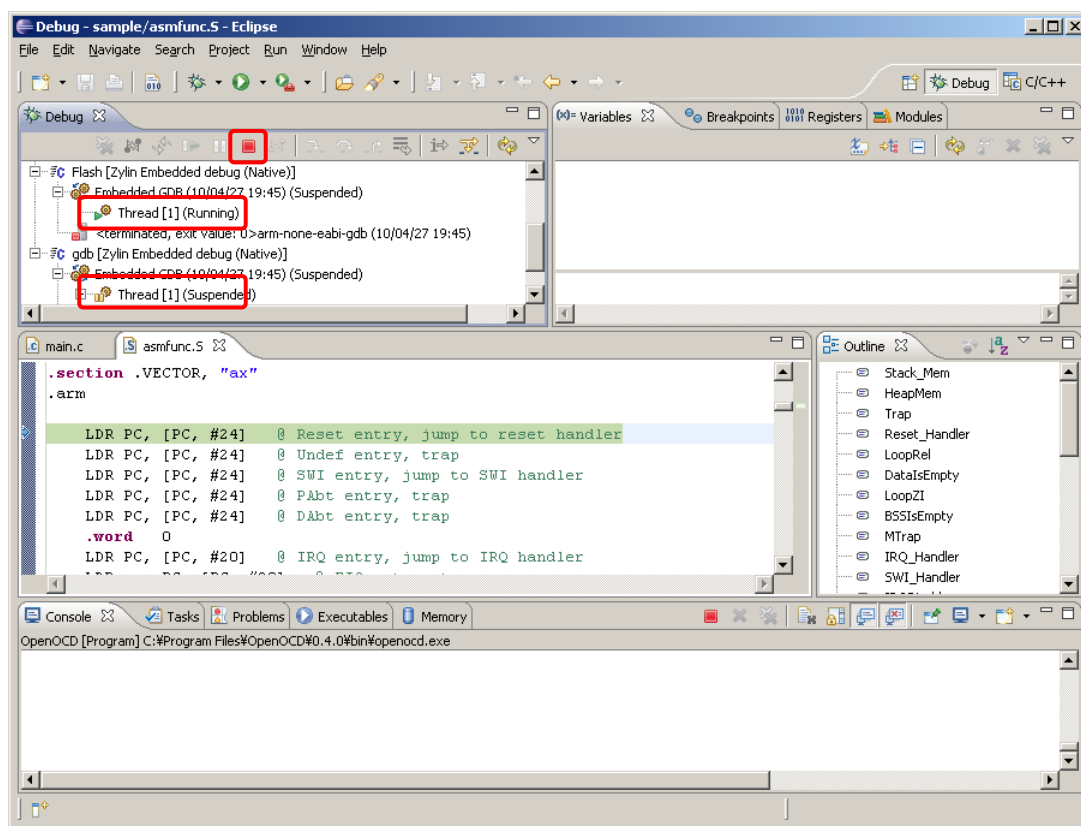 Debug - sample/asmfunc.S - Eclipse
File Edit Navigate Search Project Run Window Help
Debug C/C++
Debug
(x)= Variables Breakpoints Registers Modules
Flash [Zylin Embedded debug (Native)]
Embedded GDB (10/04/27 19:45) (Suspended)
Thread [1] (Running)
<terminated, exit value: 0>arm-none-eabi-gdb (10/04/27 19:45)
gdb [Zylin Embedded debug (Native)]
Embedded GDB (10/04/27 19:45) (Suspended)
Thread [1] (Suspended)
main.c asmfunc.S
.section .VECTOR, "ax"
.arm
LDR PC, [PC, #24] @ Reset entry, jump to reset handler
LDR PC, [PC, #24] @ Undef entry, trap
LDR PC, [PC, #24] @ SWI entry, jump to SWI handler
LDR PC, [PC, #24] @ PAbt entry, trap
LDR PC, [PC, #24] @ DAbt entry, trap
.word 0
LDR PC, [PC, #20] @ IRQ entry, jump to IRQ handler
Outline
Stack_Mem
HeapMem
Trap
Reset_Handler
LoopRel
DataIsEmpty
LoopZI
BSSIsEmpty
MTrap
IRQ_Handler
SWI_Handler
Console Tasks Problems Executables Memory
OpenOCD [Program] C:¥Program Files¥OpenOCD¥0.4.0¥bin¥openocd.exe